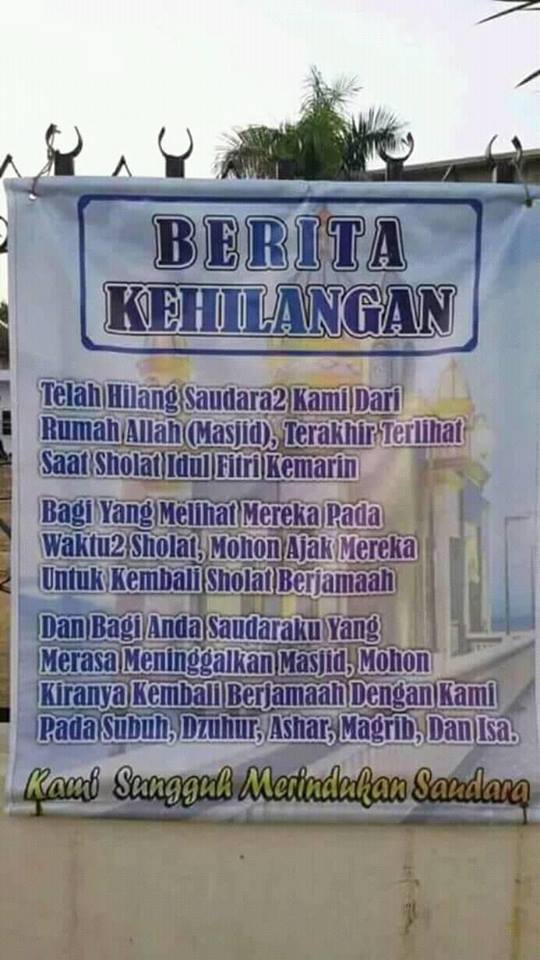 BERITA
KEHILANGAN
Telah Hilang Saudara2 Kami Dari
Rumah Allah (Masjid), Terakhir Terlihat
Saat Sholat Idul Fitri Kemarin
Bagi Yang Melihat Mereka Pada
Waktu2 Sholat, Mohon Ajak Mereka
Untuk Kembali Sholat Berjamaah
Dan Bagi Anda Saudaraku Yang
Merasa Meninggalkan Masjid, Mohon
Kiranya Kembali Berjamaah Dengan Kami
Pada Subuh, Dzuhur, Ashar, Magrib, Dan Isa.
Kami Sungguh Merindukan Saudara